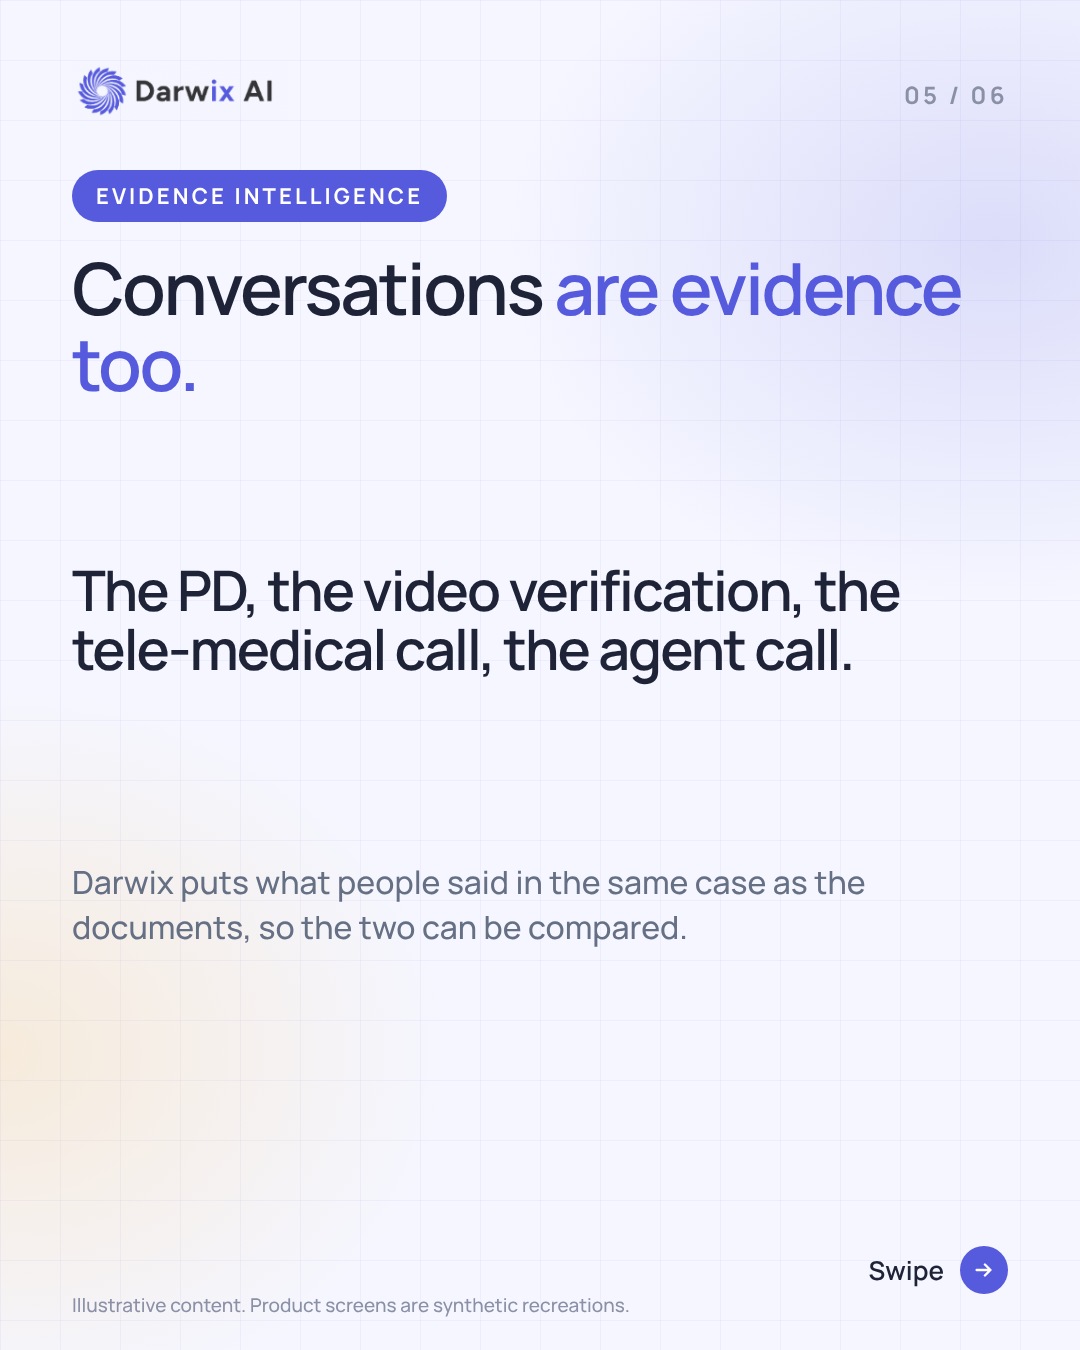 Darwix AI
05 / 06
EVIDENCE INTELLIGENCE
Conversations are evidence
too.
The PD, the video verification, the
tele-medical call, the agent call.
Darwix puts what people said in the same case as the
documents, so the two can be compared.
Swipe
Illustrative content. Product screens are synthetic recreations.